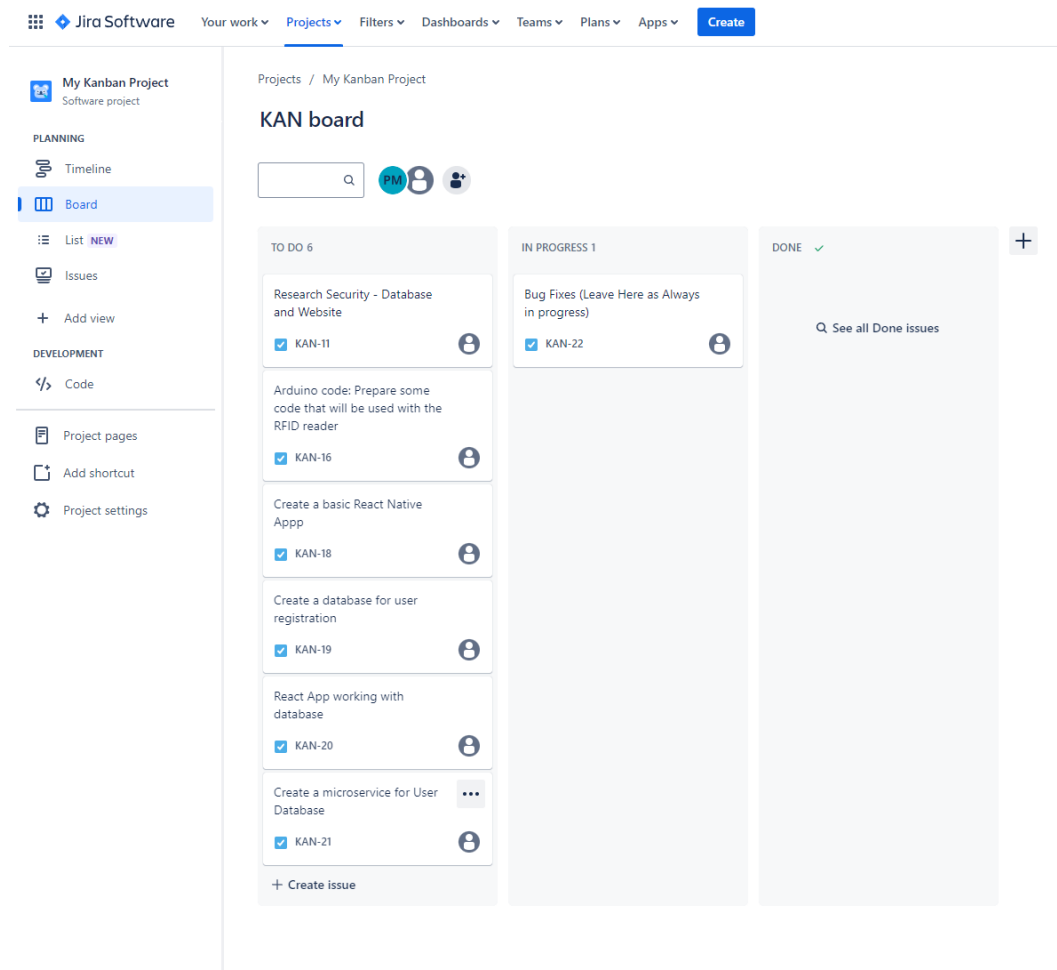 Jira Software Your work Projects Filters Dashboards Teams Plans Apps Create
My Kanban Project
Software project
PLANNING
Timeline
Board
List NEW
Issues
Add view
DEVELOPMENT
Code
Project pages
Add shortcut
Project settings
Projects / My Kanban Project
KAN board
PM
TO DO 6
Research Security - Database
and Website
KAN-11
Arduino code: Prepare some
code that will be used with the
RFID reader
KAN-16
Create a basic React Native
Appp
KAN-18
Create a database for user
registration
KAN-19
React App working with
database
KAN-20
Create a microservice for User
Database
KAN-21
Create issue
IN PROGRESS 1
Bug Fixes (Leave Here as Always
in progress)
KAN-22
DONE
See all Done issues